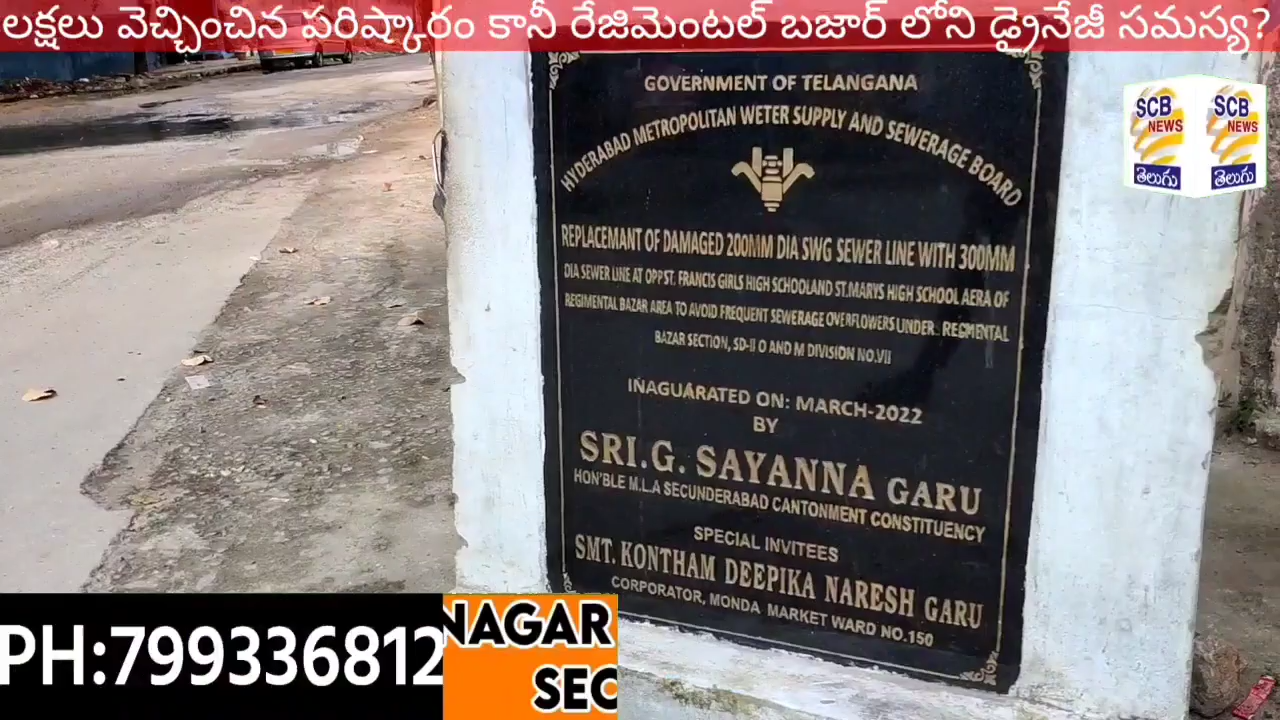 లక్షలు వెచ్చించిన పరిష్కారం కానీ రేజిమెంటల్ బజార్ లోని డ్రైనేజీ సమస్య?
SCB NEWS తెలుగు
SCB NEWS తెలుగు
GOVERNMENT OF TELANGANA
HYDERABAD METROPOLITAN WETER SUPPLY AND SEWERAGE BOARD
REPLACEMANT OF DAMAGED 200MM DIA SWG SEWER LINE WITH 300MM
DIA SEWER LINE AT OPPST. FRANCIS GIRLS HIGH SCHOOLAND ST.MARYS HIGH SCHOOL AERA OF
REGIMENTAL BAZAR AREA TO AVOID FREQUENT SEWERAGE OVERFLOWERS UNDER. REGMENTAL
BAZAR SECTION, SD-II O AND M DIVISION NO.VII
INAGUARATED ON: MARCH-2022
BY
SRI.G. SAYANNA GARU
HON'BLE M.L.A SECUNDERABAD CANTONMENT CONSTITUENCY
SPECIAL INVITEES
SMT. KONTHAM DEEPIKA NARESH GARU
CORPORATOR, MONDA MARKET WARD NO.150
PH:799336812
NAGAR
SEC